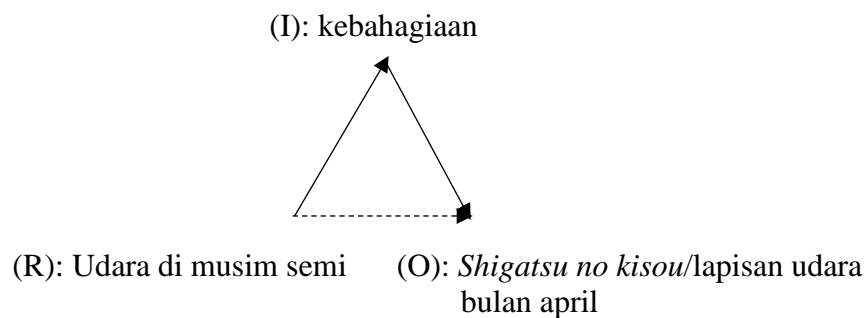 (I): kebahagiaan
(R): Udara di musim semi
(O): Shigatsu no kisou/lapisan udara
bulan april